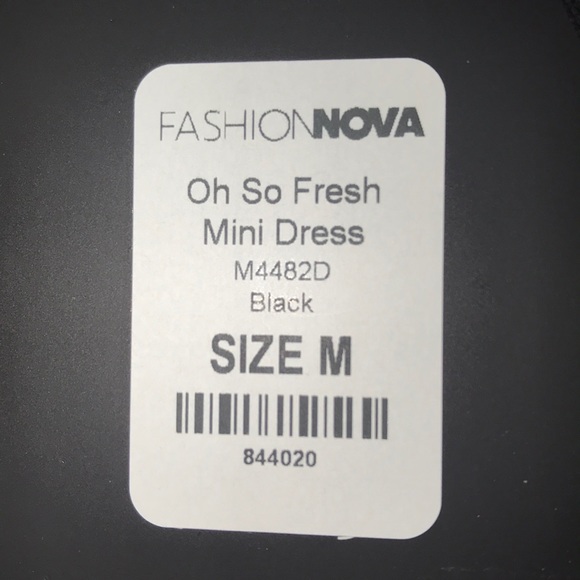 FASHIONNOVA
Oh So Fresh
Mini Dress
M4482D
Black
SIZE M
844020